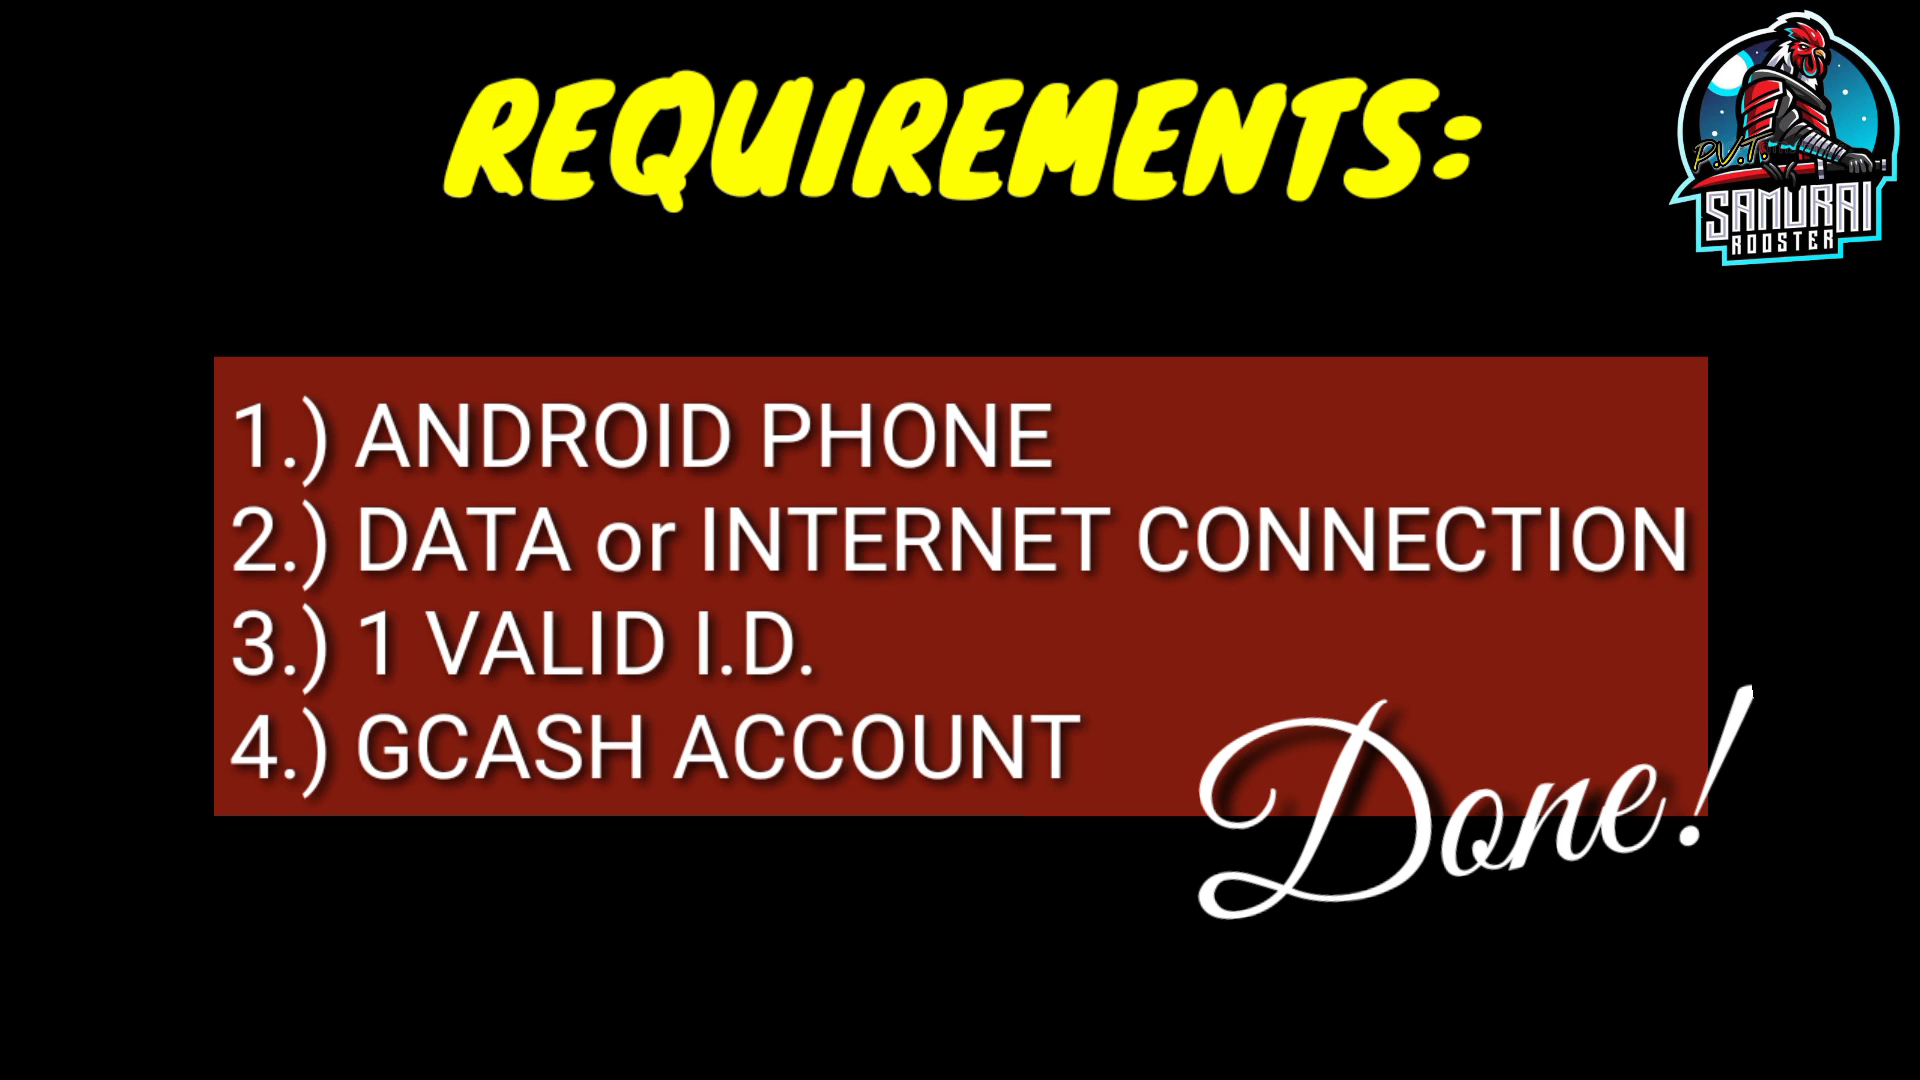 REQUIREMENTS:
P.V.T.
SAMURAI
ROOSTER
1.) ANDROID PHONE
2.) DATA or INTERNET CONNECTION
3.) 1 VALID I.D.
4.) GCASH ACCOUNT
Done!